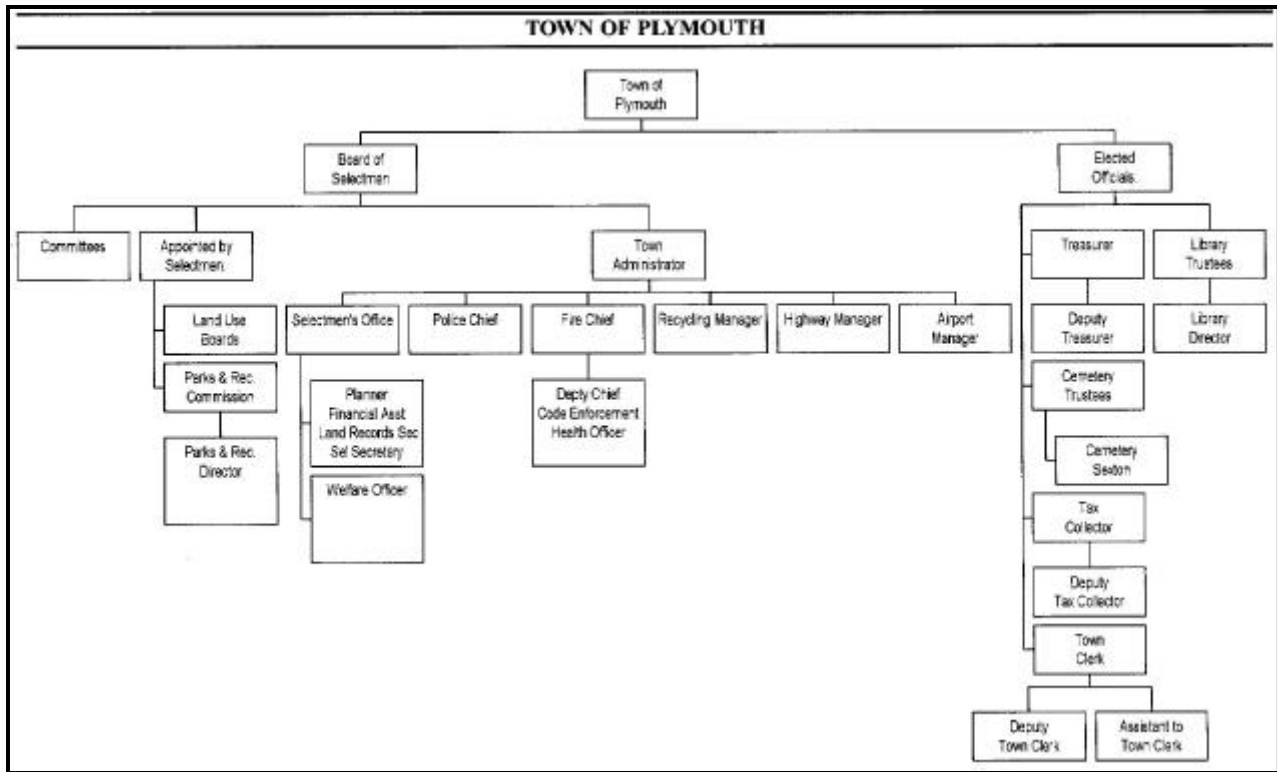 TOWN OF PLYMOUTH
Town of
Plymouth
Board of
Selectmen
Elected
Officials
Committees
Appointed by
Selectmen
Town
Administrator
Treasurer
Library
Trustees
Land Use
Boards
Selectmen's Office
Police Chief
Fire Chief
Recycling Manager
Highway Manager
Airport
Manager
Deputy
Treasurer
Library
Director
Parks & Rec.
Commission
Planner
Financial Asst
Land Records Sec
Sel Secretary
Depty Chief
Code Enforcement
Health Officer
Cemetery
Trustees
Parks & Rec.
Director
Welfare Officer
Cemetery
Sexton
Tax
Collector
Deputy
Tax Collector
Town
Clerk
Deputy
Town Clerk
Assistant to
Town Clerk